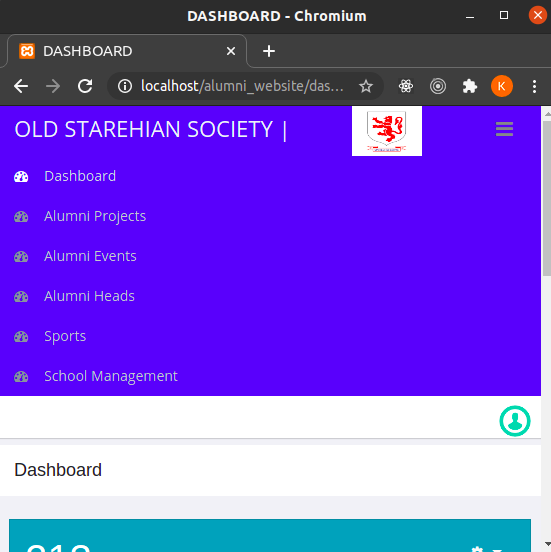 DASHBOARD - Chromium
DASHBOARD
localhost/alumni_website/das...
K
OLD STAREHIAN SOCIETY |
Dashboard
Alumni Projects
Alumni Events
Alumni Heads
Sports
School Management
Dashboard